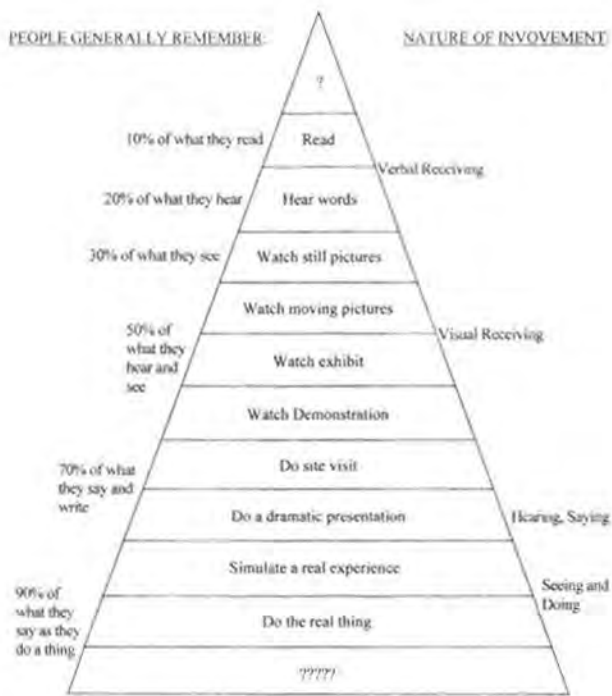 PEOPLE GENERALLY REMEMBER
NATURE OF INVOVEMENT
?
10% of what they read
Read
Verbal Receiving
20% of what they hear
Hear words
30% of what they see
Watch still pictures
Watch moving pictures
50% of
what they
hear and
see
Visual Receiving
Watch exhibit
Watch Demonstration
Do site visit
70% of what
they say and
write
Do a dramatic presentation
Hearing, Saying
Simulate a real experience
Seeing and
Doing
90% of
what they
say as they
do a thing
Do the real thing
?????